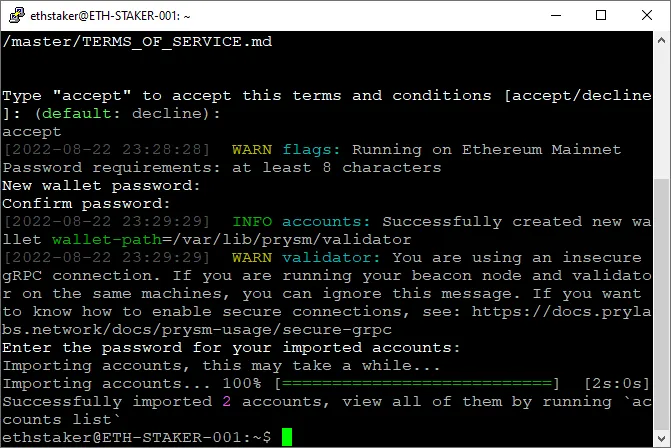 ethstaker@ETH-STAKER-001: ~
/master/TERMS_OF_SERVICE.md
Type "accept" to accept this terms and conditions [accept/decline
]: (default: decline):
accept
[2022-08-22 23:28:28]  WARN flags: Running on Ethereum Mainnet
Password requirements: at least 8 characters
New wallet password:
Confirm password:
[2022-08-22 23:29:29]  INFO accounts: Successfully created new wa
llet wallet-path=/var/lib/prysm/validator
[2022-08-22 23:29:29]  WARN validator: You are using an insecure
gRPC connection. If you are running your beacon node and validato
r on the same machines, you can ignore this message. If you want
to know how to enable secure connections, see: https://docs.pryla
bs.network/docs/prysm-usage/secure-grpc
Enter the password for your imported accounts:
Importing accounts, this may take a while...
Importing accounts... 100% [===========================]  [2s:0s]
Successfully imported 2 accounts, view all of them by running `ac
counts list`
ethstaker@ETH-STAKER-001:~$